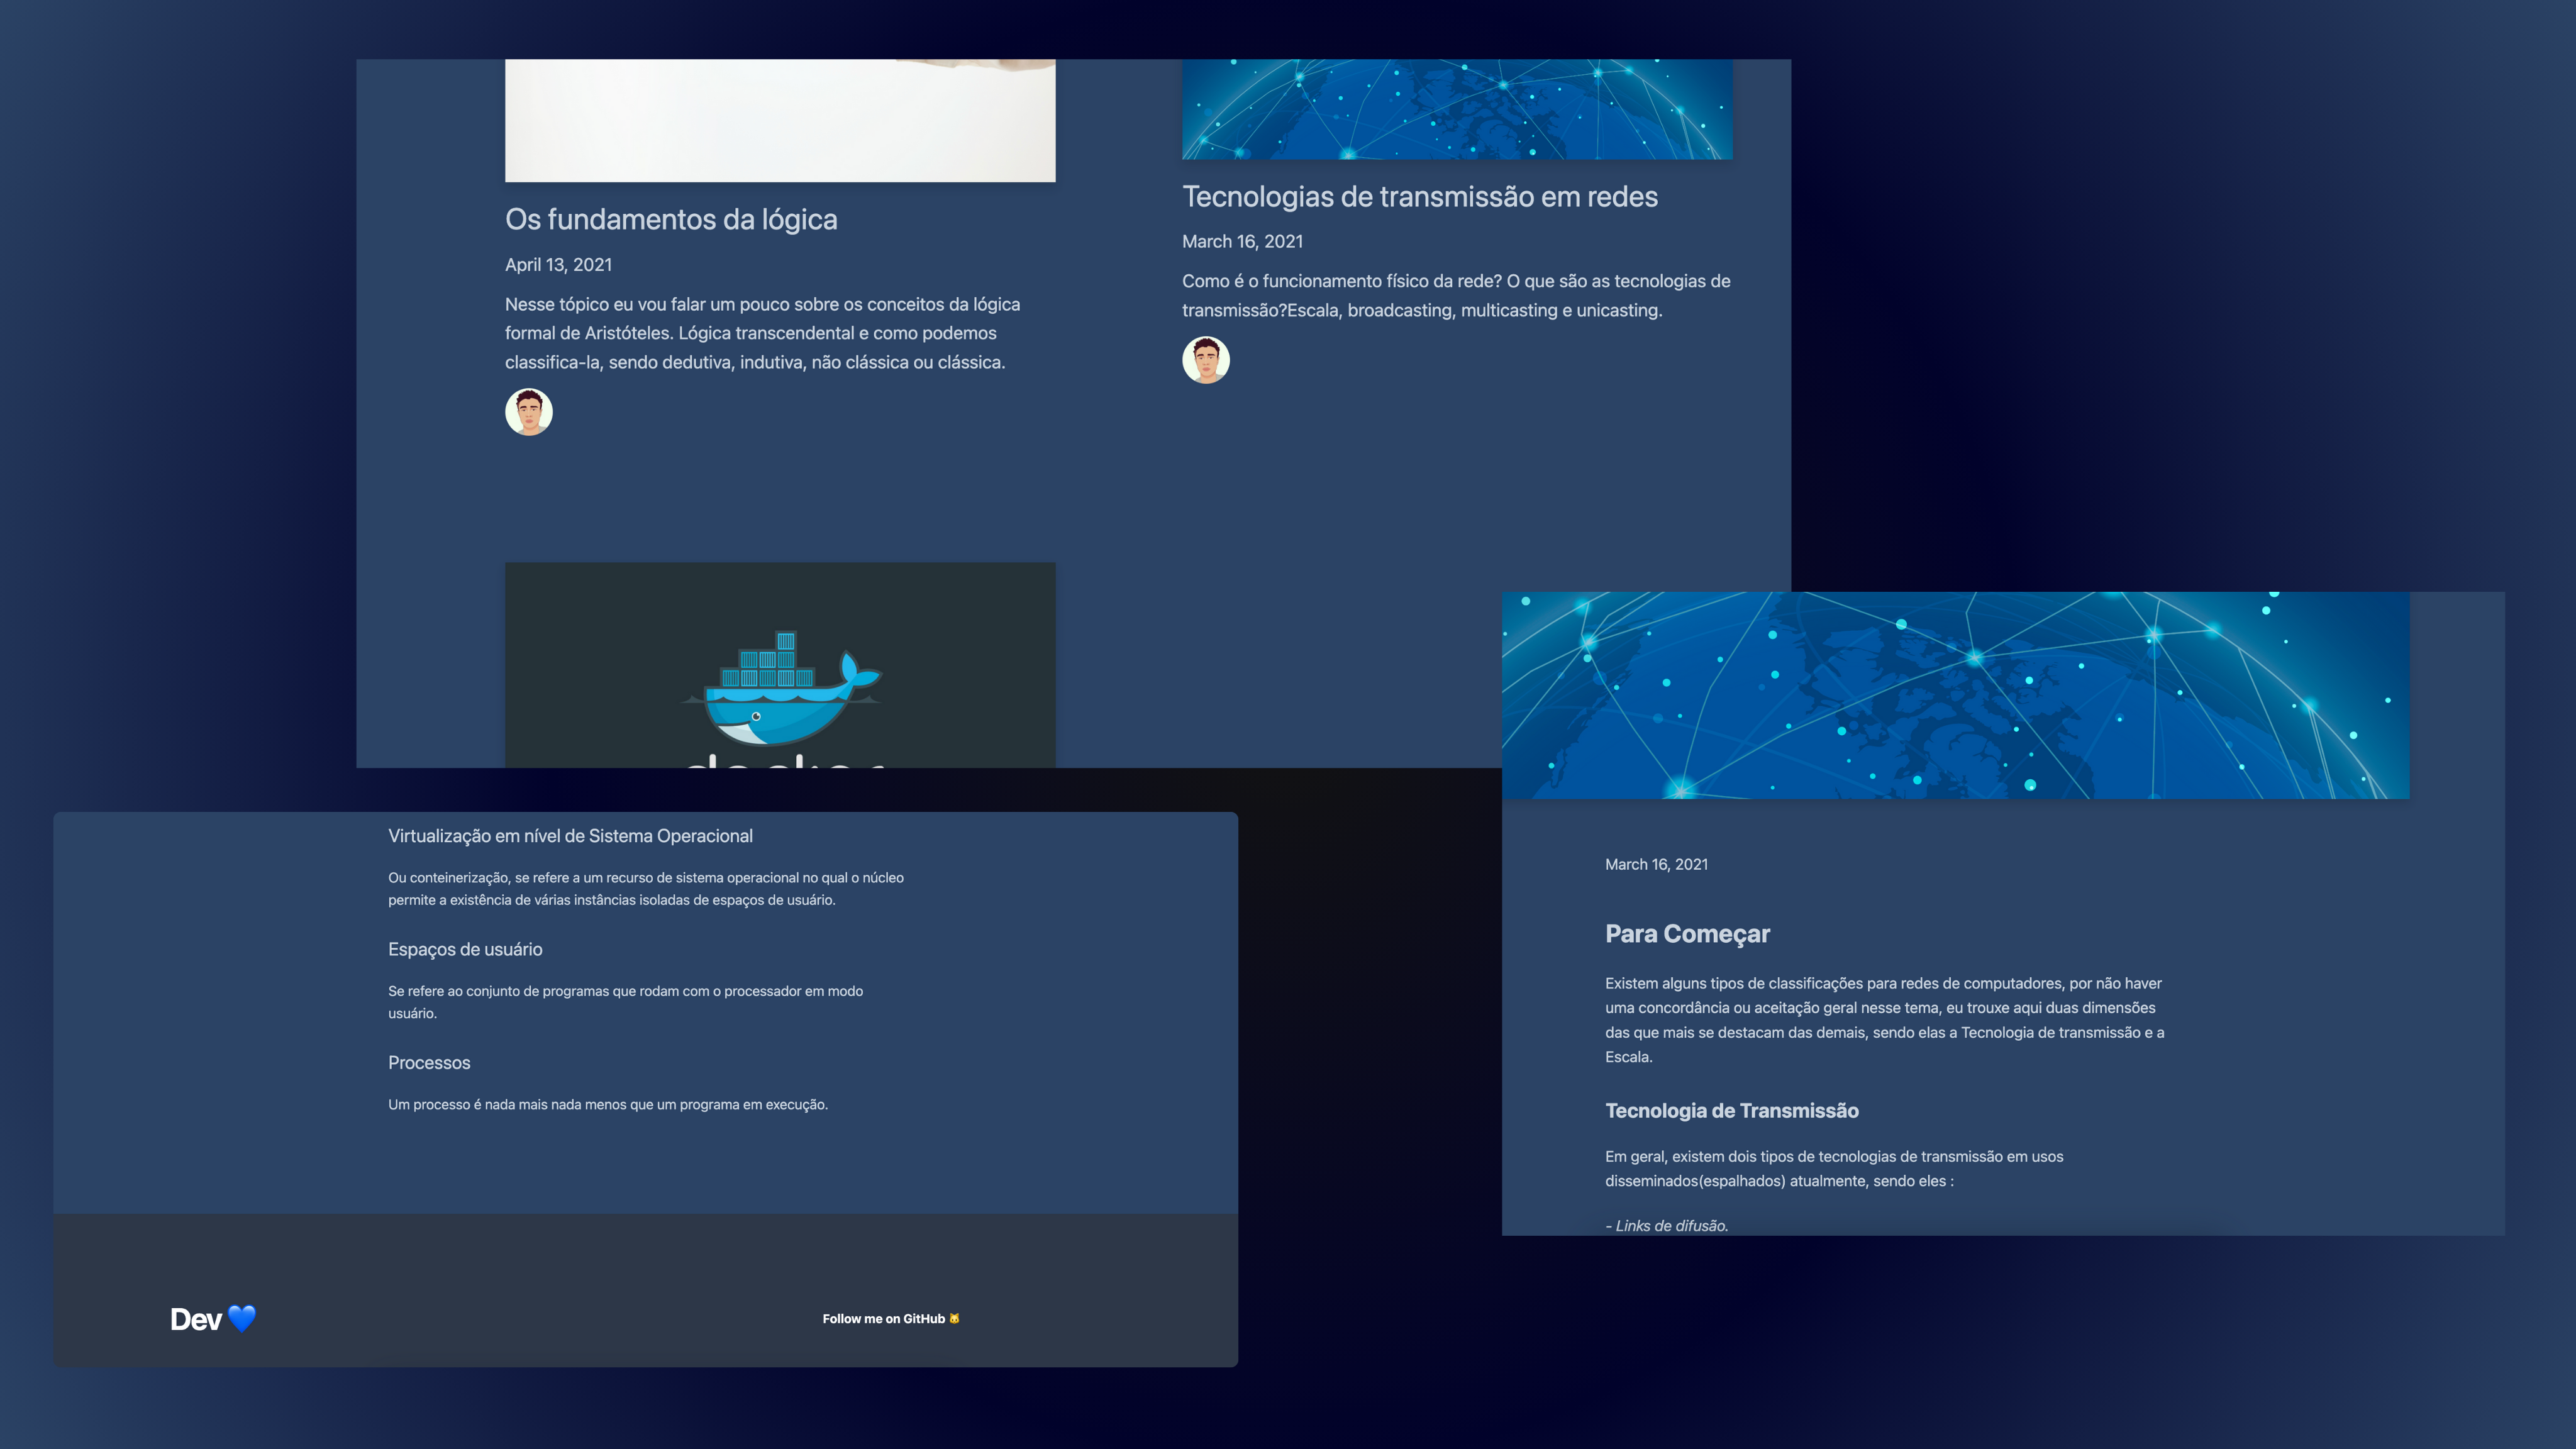 Os fundamentos da lógica
April 13, 2021
Nesse tópico eu vou falar um pouco sobre os conceitos da lógica
formal de Aristóteles. Lógica transcendental e como podemos
classifica-la, sendo dedutiva, indutiva, não clássica ou clássica.
Tecnologias de transmissão em redes
March 16, 2021
Como é o funcionamento físico da rede? O que são as tecnologias de
transmissão?Escala, broadcasting, multicasting e unicasting.
docker
Virtualização em nível de Sistema Operacional
Ou conteinerização, se refere a um recurso de sistema operacional no qual o núcleo
permite a existência de várias instâncias isoladas de espaços de usuário.
Espaços de usuário
Se refere ao conjunto de programas que rodam com o processador em modo
usuário.
Processos
Um processo é nada mais nada menos que um programa em execução.
Dev 💙
Follow me on GitHub 🐱
March 16, 2021
Para Começar
Existem alguns tipos de classificações para redes de computadores, por não haver
uma concordância ou aceitação geral nesse tema, eu trouxe aqui duas dimensões
das que mais se destacam das demais, sendo elas a Tecnologia de transmissão e a
Escala.
Tecnologia de Transmissão
Em geral, existem dois tipos de tecnologias de transmissão em usos
disseminados(espalhados) atualmente, sendo eles :
- Links de difusão.